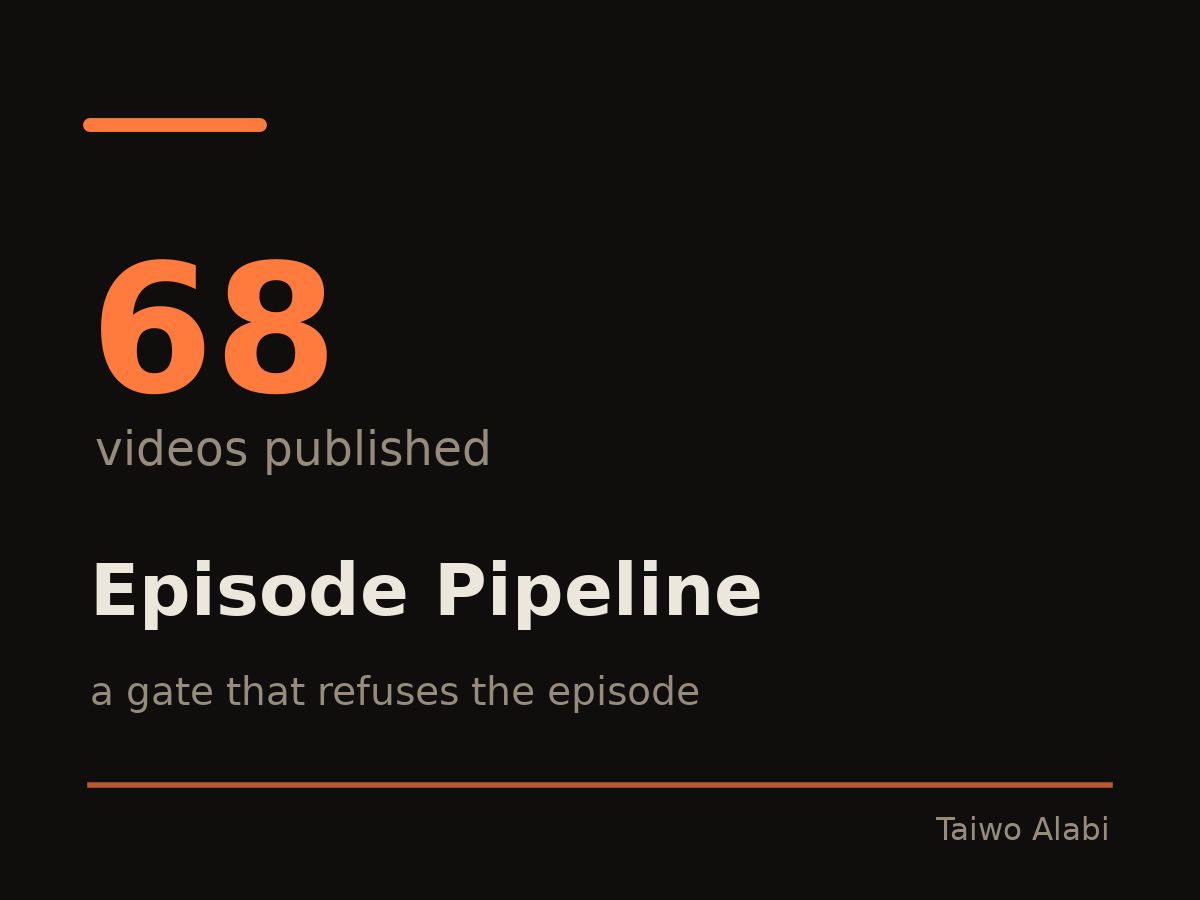 68
videos published
Episode Pipeline
a gate that refuses the episode
Taiwo Alabi